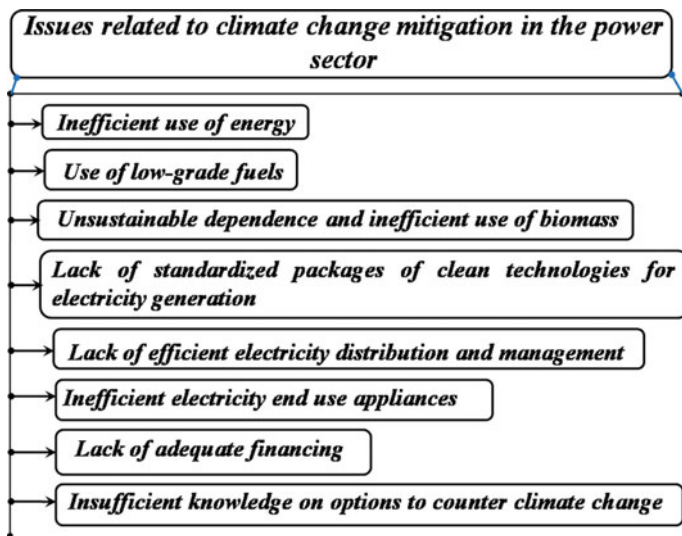 Issues related to climate change mitigation in the power
sector
Inefficient use of energy
Use of low-grade fuels
Unsustainable dependence and inefficient use of biomass
Lack of standardized packages of clean technologies for
electricity generation
Lack of efficient electricity distribution and management
Inefficient electricity end use appliances
Lack of adequate financing
Insufficient knowledge on options to counter climate change